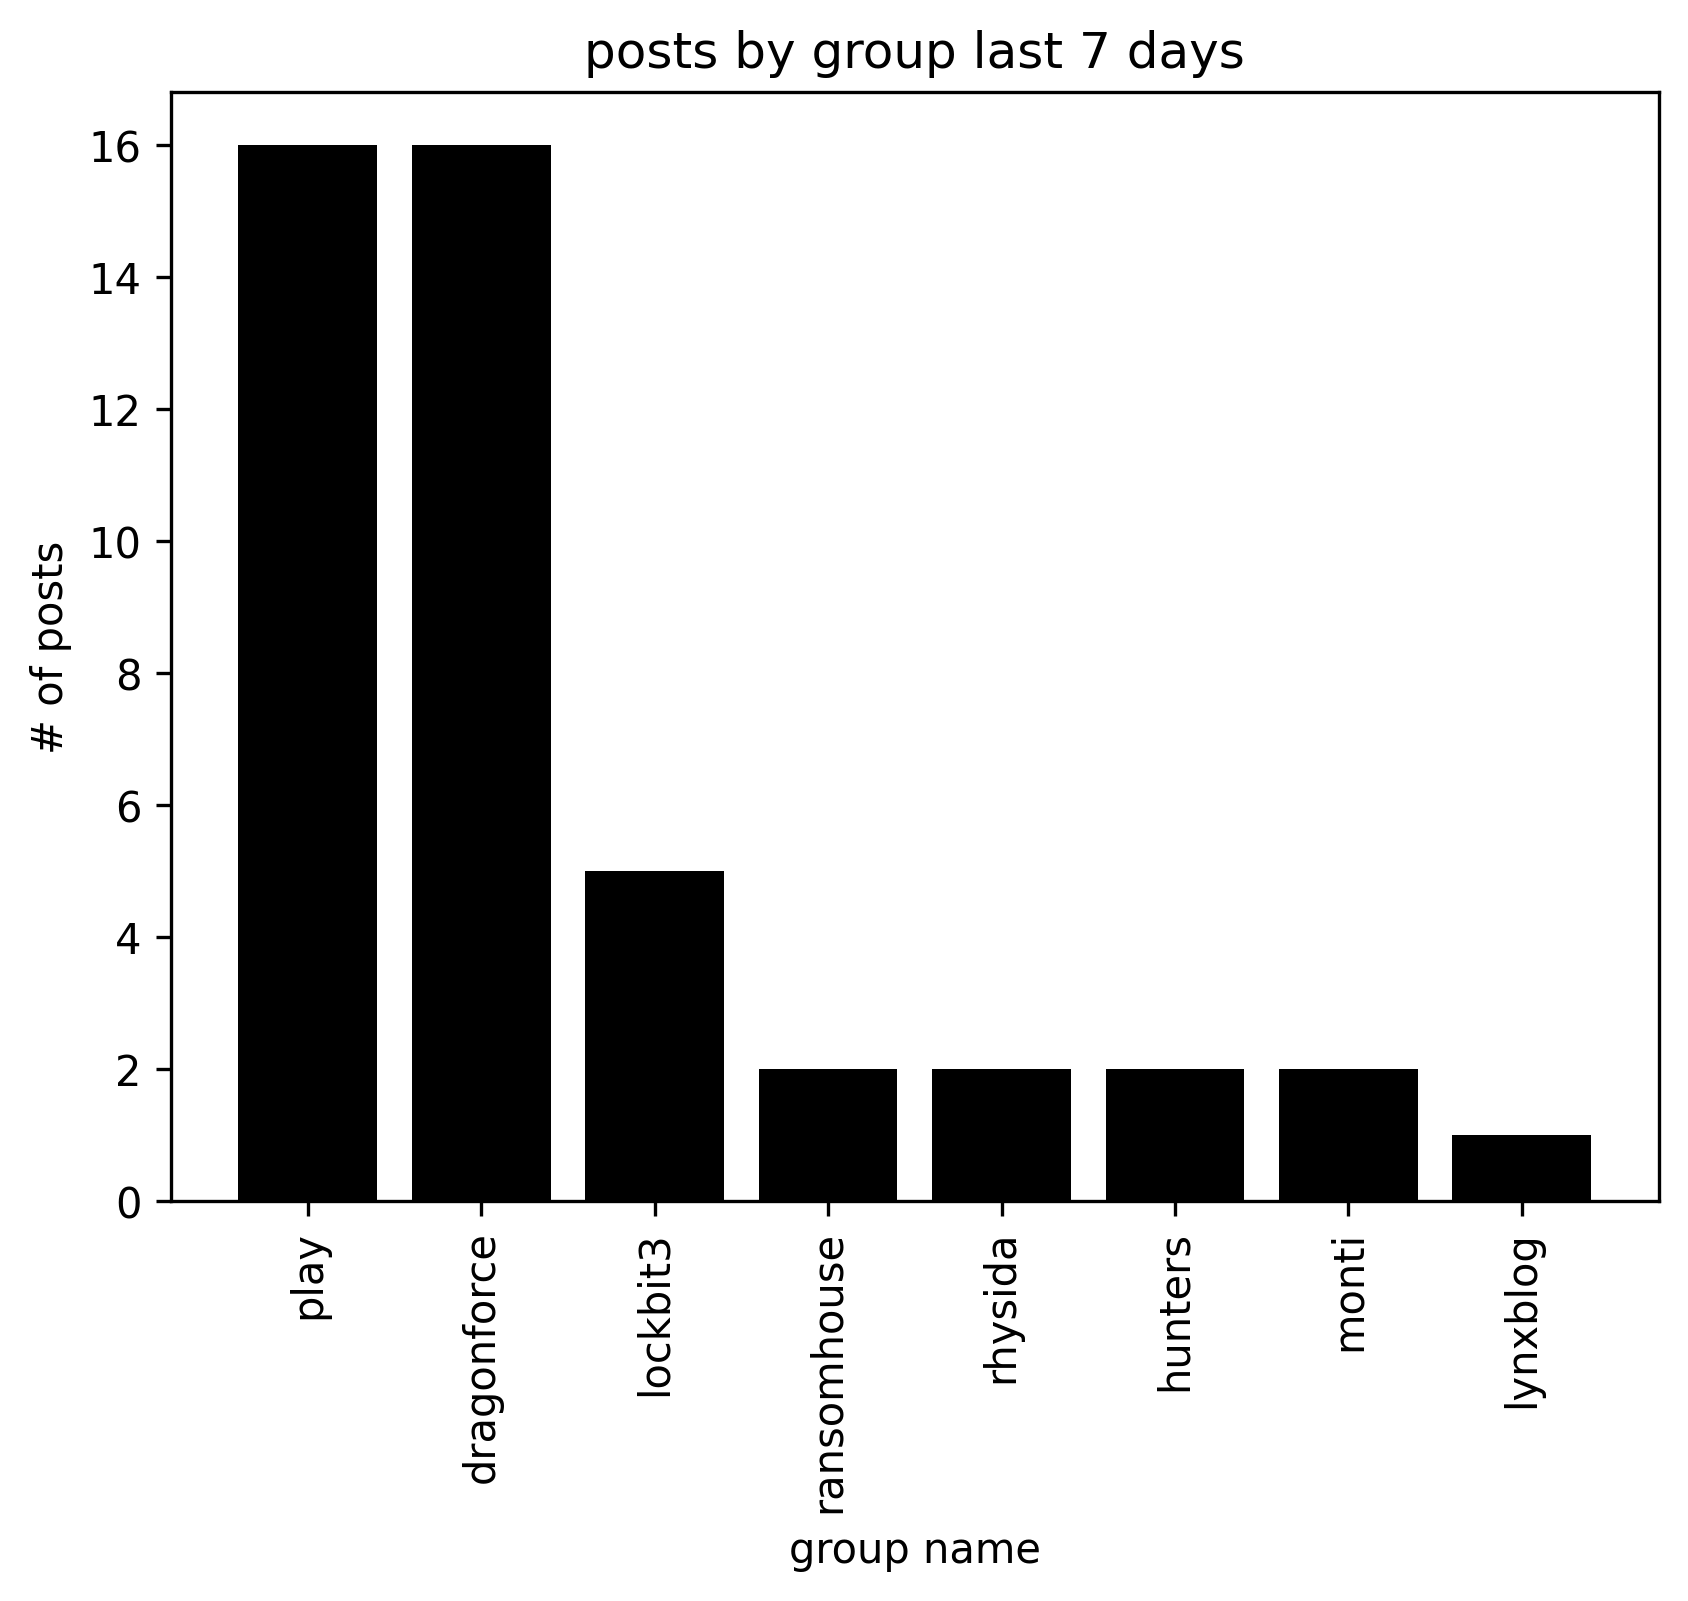 posts by group last 7 days
# of posts
16
14
12
10
8
6
4
2
0
play
dragonforce
lockbit3
ransomhouse
rhysida
hunters
monti
lynxblog
group name